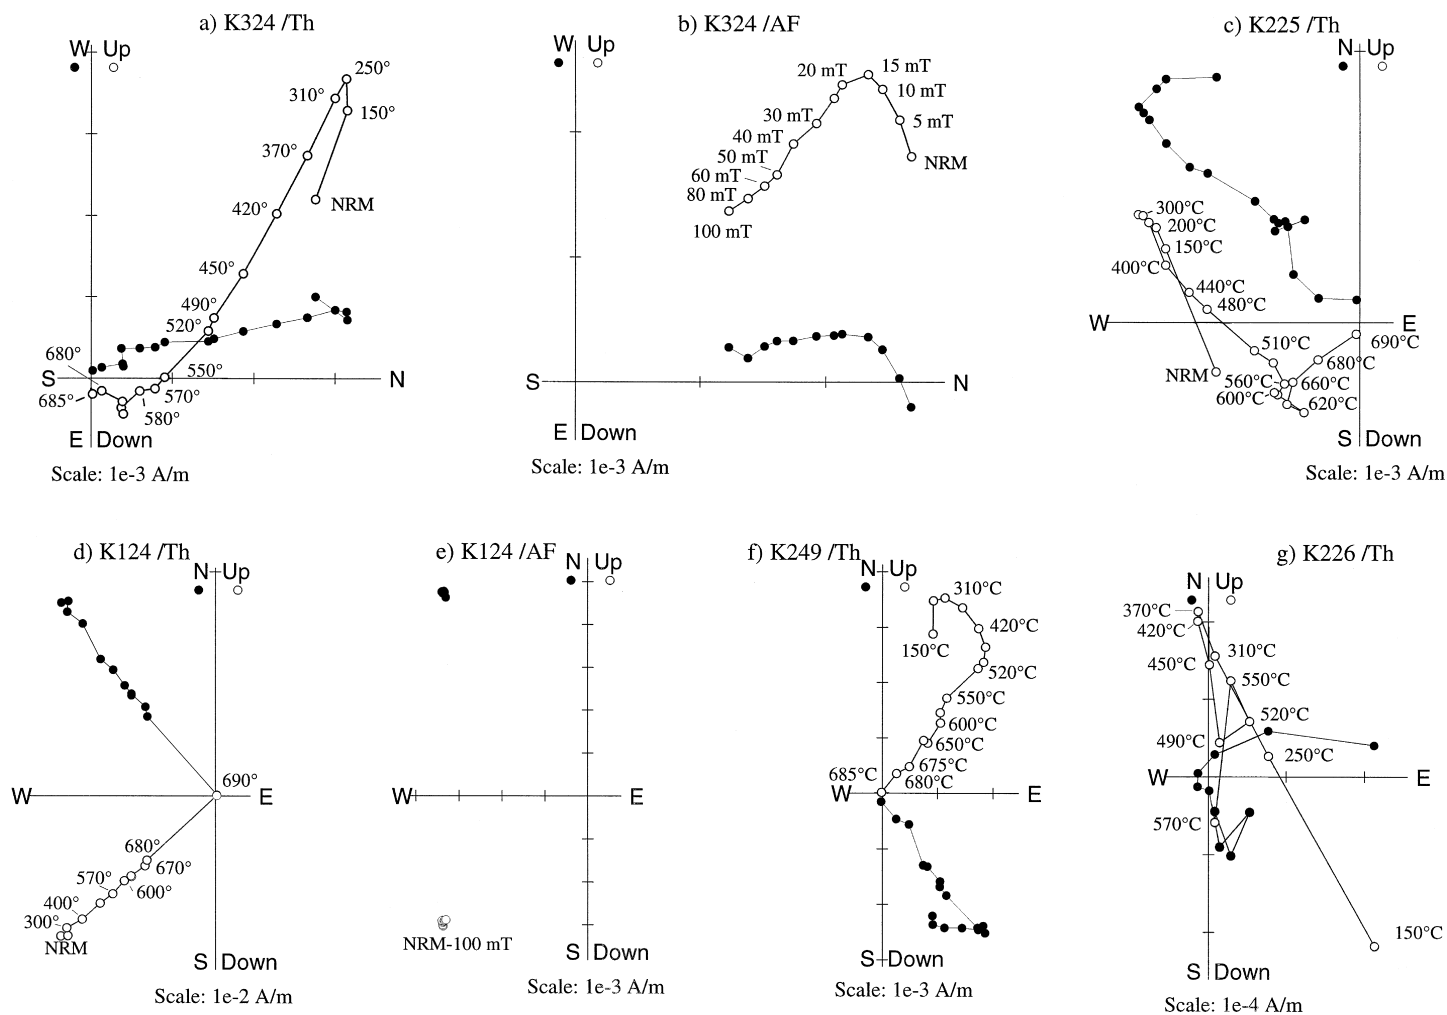 a) K324 /Th
W Up
250°
310°
150°
370°
NRM
420°
450°
490°
520°
680°
550°
S N
685°
570°
580°
E Down
Scale: 1e-3 A/m
b) K324 /AF
W Up
15 mT
20 mT
10 mT
30 mT
5 mT
40 mT
50 mT
NRM
60 mT
80 mT
100 mT
S N
E Down
Scale: 1e-3 A/m
c) K225 /Th
N Up
300°C
200°C
150°C
400°C
440°C
480°C
W E
510°C
690°C
NRM
680°C
560°C
660°C
600°C
620°C
S Down
Scale: 1e-3 A/m
d) K124 /Th
N Up
690°
W E
680°
670°
570°
600°
400°
300°
NRM
S Down
Scale: 1e-2 A/m
e) K124 /AF
N Up
W E
NRM-100 mT
S Down
Scale: 1e-3 A/m
f) K249 /Th
N Up
310°C
420°C
150°C
520°C
550°C
600°C
650°C
675°C
685°C
680°C
W E
S Down
Scale: 1e-3 A/m
g) K226 /Th
N Up
370°C
420°C
310°C
450°C
550°C
520°C
490°C
250°C
W E
570°C
150°C
S Down
Scale: 1e-4 A/m